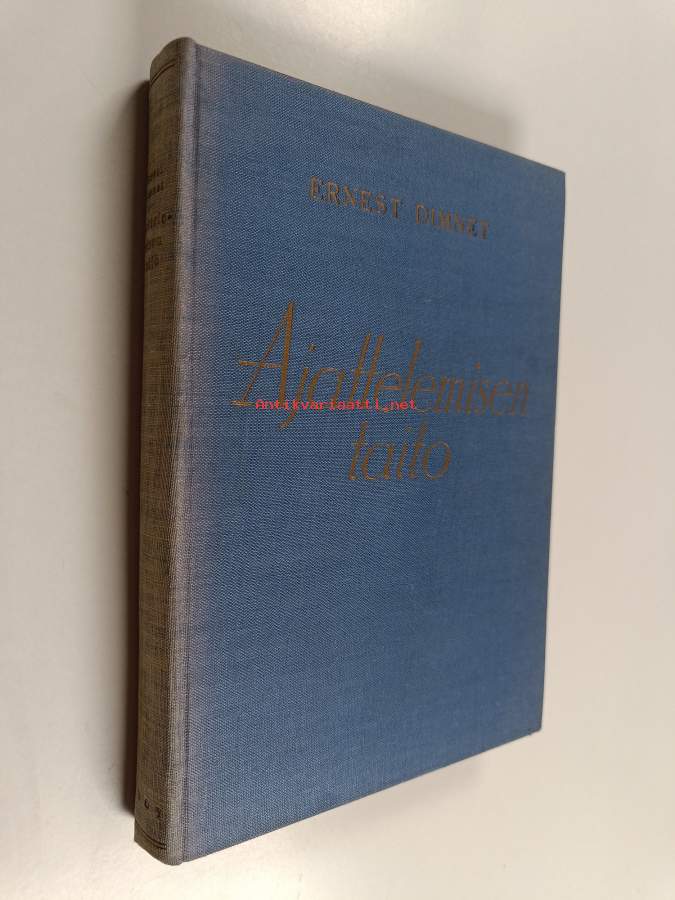 ERNEST DIMNET
Ajattelemisen
Antikvariaatti.net
taito